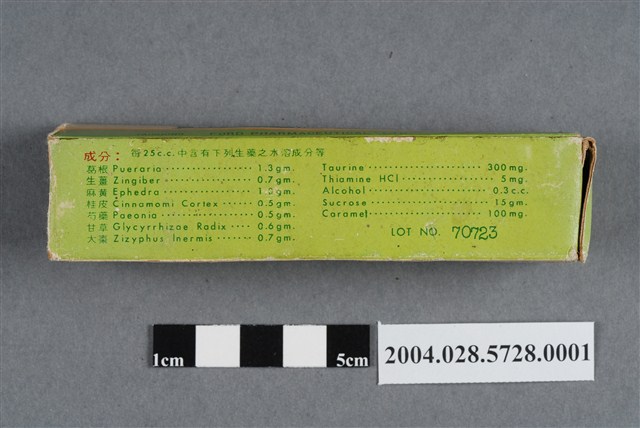 成分：每25c.c.中含有下列生藥之水溶成分等
葛根 Pueraria 1.3gm.
生薑 Zingiber 0.7gm.
麻黃 Ephedra gm.
桂皮 Cinnamomi Cortex 0.5gm.
芍藥 Paeonia 0.5gm.
甘草 Glycyrrhizae Radix 0.6gm.
大棗 Zizyphus Inermis 0.7gm.
Taurine 300mg.
Thiamine HCl 5mg.
Alcohol 0.3c.c.
Sucrose 15gm.
Caramel 100mg.
LOT NO. 70723
1cm 5cm
2004.028.5728.0001